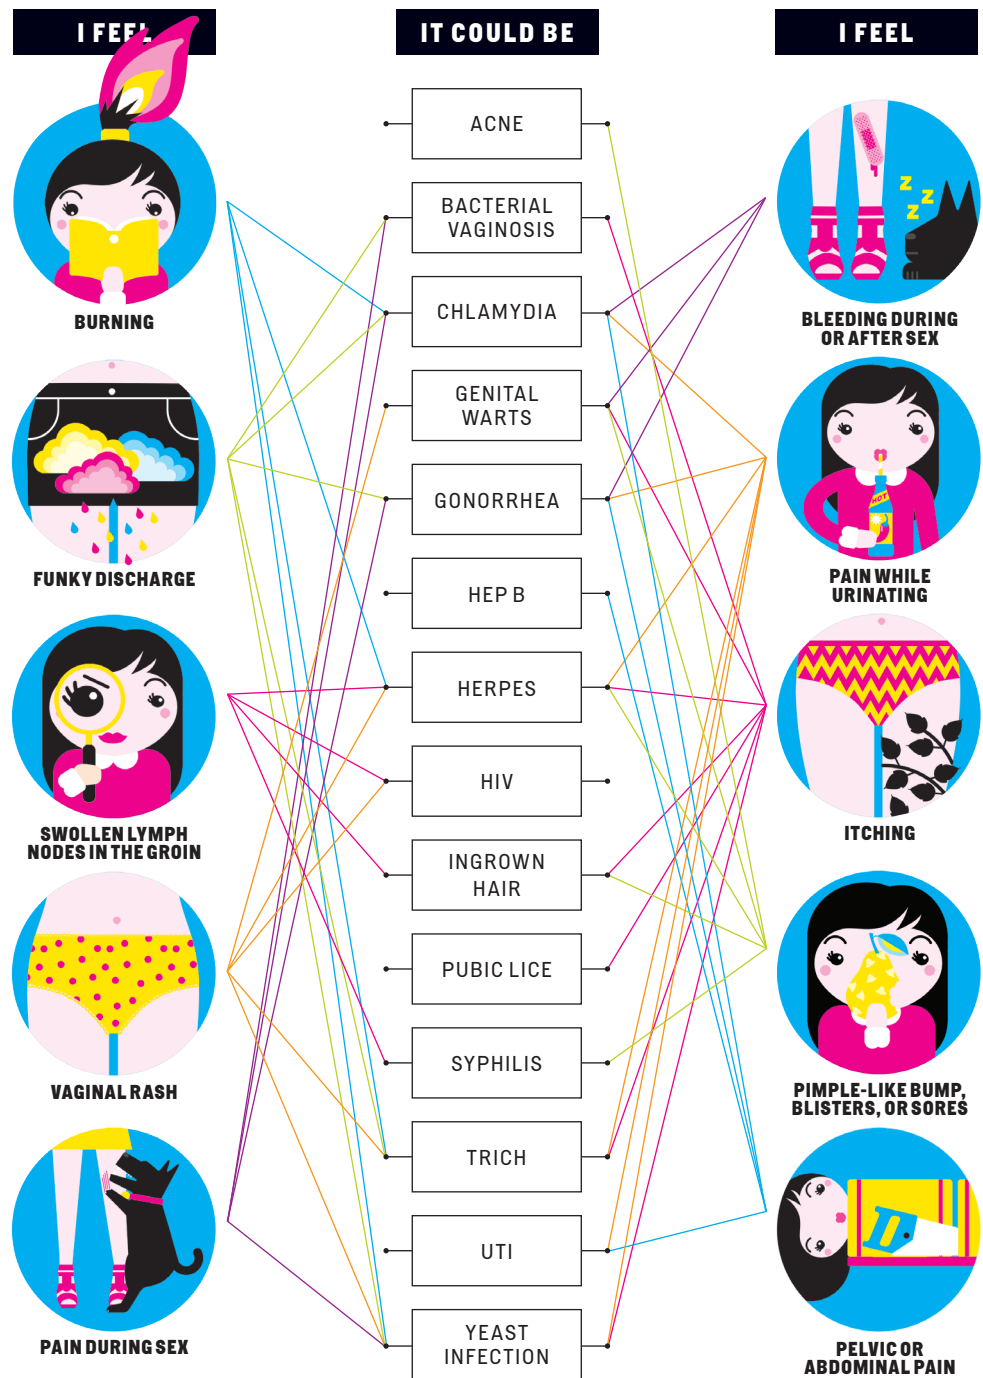 I FEEL
BURNING
FUNKY DISCHARGE
SWOLLEN LYMPH
NODES IN THE GROIN
VAGINAL RASH
PAIN DURING SEX
IT COULD BE
ACNE
BACTERIAL
VAGINOSIS
CHLAMYDIA
GENITAL
WARTS
GONORRHEA
HEP B
HERPES
HIV
INGROWN
HAIR
PUBIC LICE
SYPHILIS
TRICH
UTI
YEAST
INFECTION
I FEEL
Z
Z
Z
BLEEDING DURING
OR AFTER SEX
HOT
PAIN WHILE
URINATING
ITCHING
PIMPLE-LIKE BUMP,
BLISTERS, OR SORES
PELVIC OR
ABDOMINAL PAIN